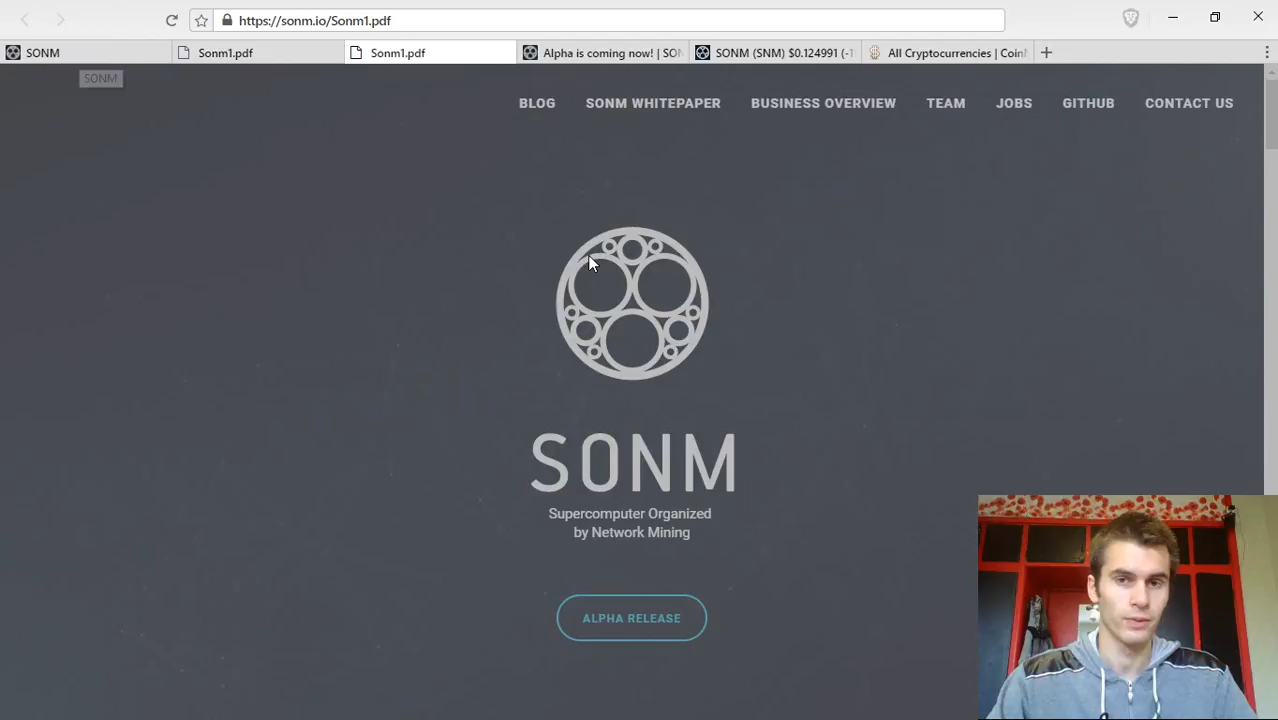 https://sonm.io/Sonm1.pdf
SONM
Sonm1.pdf
Sonm1.pdf
Alpha is coming now! | SON
SONM (SNM) $0.124991 (-1
All Cryptocurrencies | CoinM
SONM
BLOG
SONM WHITEPAPER
BUSINESS OVERVIEW
TEAM
JOBS
GITHUB
CONTACT US
SONM
Supercomputer Organized
by Network Mining
ALPHA RELEASE